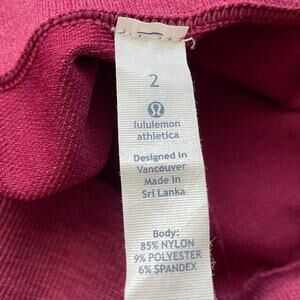 2
lululemon
athletica
Designed in
Vancouver
Made in
Sri Lanka
Body:
85% NYLON
9% POLYESTER
6% SPANDEX